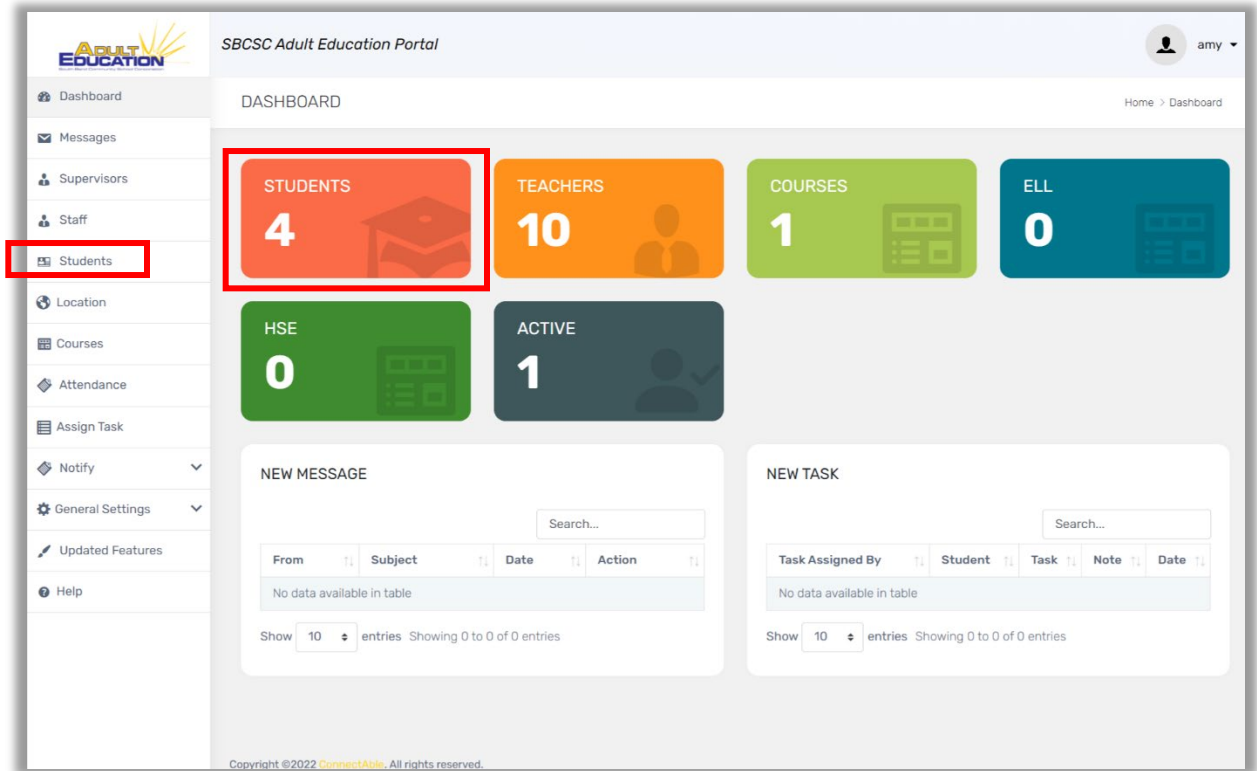 ADULT
EDUCATION
SBCSC Adult Education Portal
amy
Dashboard
Messages
Supervisors
Staff
Students
Location
Courses
Attendance
Assign Task
Notify
General Settings
Updated Features
Help
DASHBOARD
Home > Dashboard
STUDENTS
4
TEACHERS
10
COURSES
1
ELL
0
HSE
0
ACTIVE
1
NEW MESSAGE
Search...
From Subject Date Action
No data available in table
Show 10 entries Showing 0 to 0 of 0 entries
NEW TASK
Search...
Task Assigned By Student Task Note Date
No data available in table
Show 10 entries Showing 0 to 0 of 0 entries
Copyright ©2022 ConnectAble. All rights reserved.